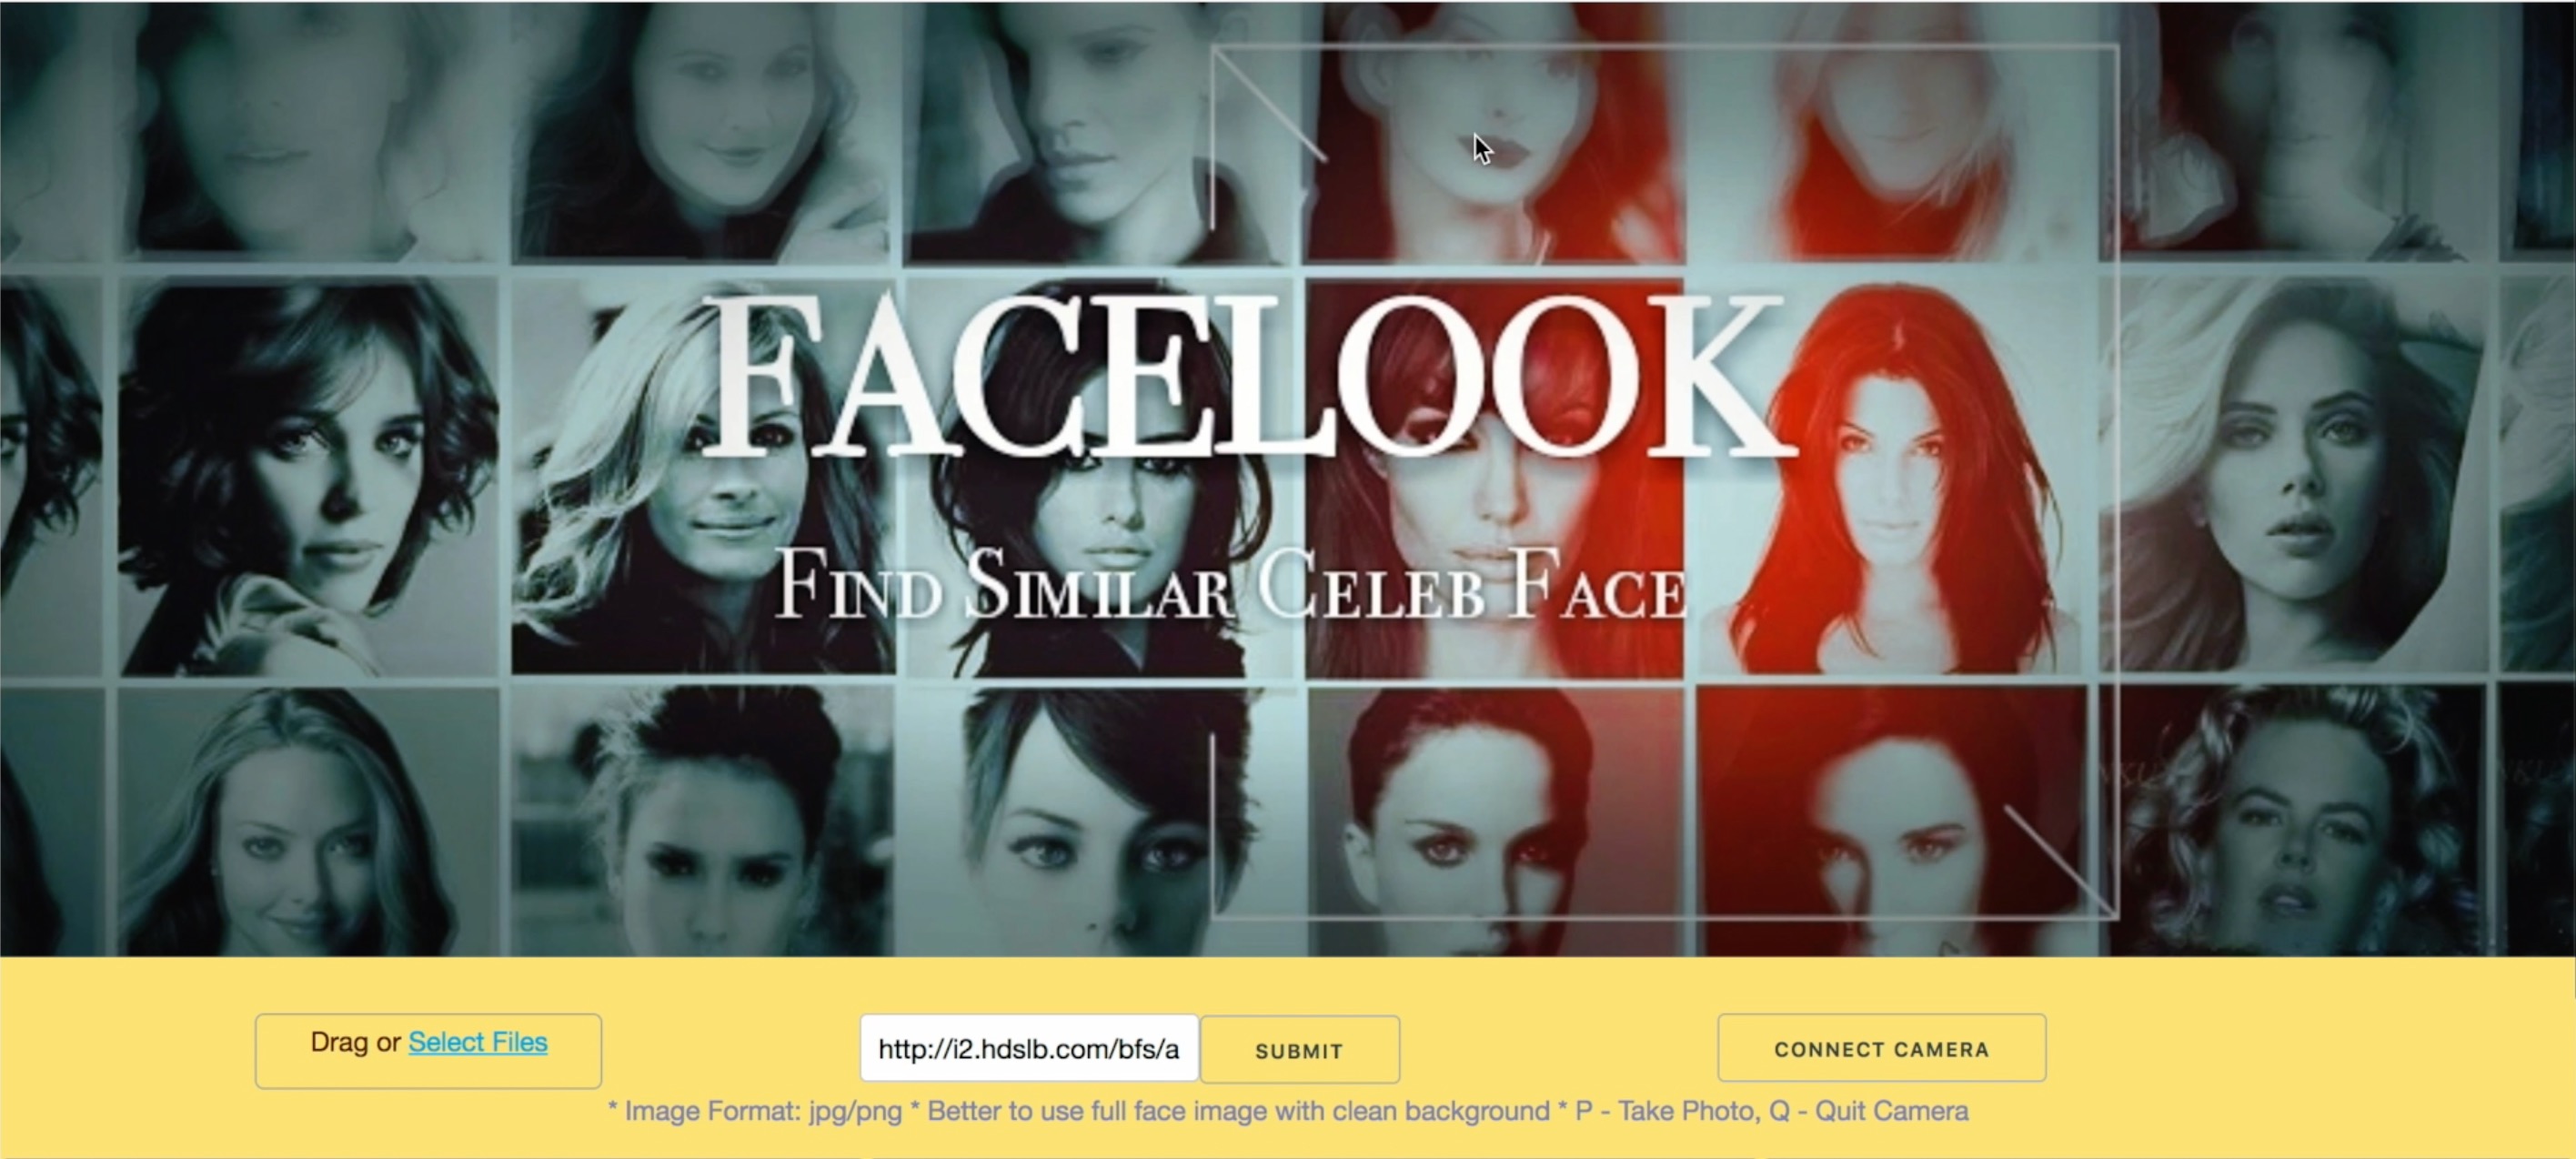 FACELOOK
FIND SIMILAR CELEB FACE
Drag or Select Files
http://i2.hdslb.com/bfs/a
SUBMIT
CONNECT CAMERA
* Image Format: jpg/png * Better to use full face image with clean background * P - Take Photo, Q - Quit Camera